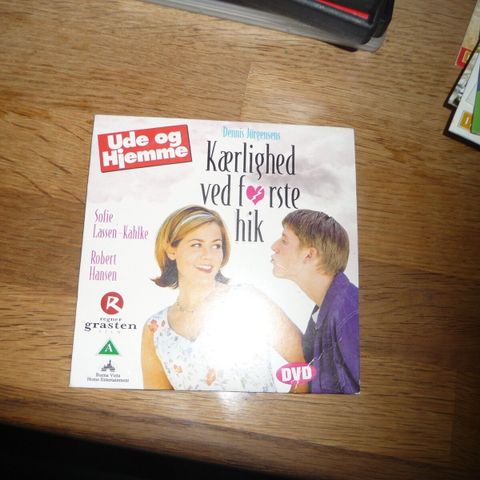 Ude og
Hjemme
Dennis Jürgensens
Kærlighed
ved første
hik
Sofie
Lassen-Kahlke
Robert
Hansen
R
regner
grasten
FILM
A
Buena Vista
Home Entertainment
DVD